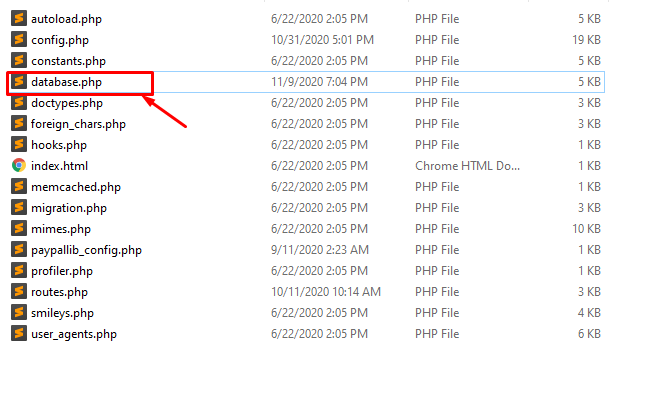 autoload.php 6/22/2020 2:05 PM PHP File 5 KB
config.php 10/31/2020 5:01 PM PHP File 19 KB
constants.php 6/22/2020 2:05 PM PHP File 5 KB
database.php 11/9/2020 7:04 PM PHP File 5 KB
doctypes.php 6/22/2020 2:05 PM PHP File 3 KB
foreign_chars.php 6/22/2020 2:05 PM PHP File 3 KB
hooks.php 6/22/2020 2:05 PM PHP File 1 KB
index.html 6/22/2020 2:05 PM Chrome HTML Do... 1 KB
memcached.php 6/22/2020 2:05 PM PHP File 1 KB
migration.php 6/22/2020 2:05 PM PHP File 3 KB
mimes.php 6/22/2020 2:05 PM PHP File 10 KB
paypallib_config.php 9/11/2020 2:23 AM PHP File 1 KB
profiler.php 6/22/2020 2:05 PM PHP File 1 KB
routes.php 10/11/2020 10:14 AM PHP File 3 KB
smileys.php 6/22/2020 2:05 PM PHP File 4 KB
user_agents.php 6/22/2020 2:05 PM PHP File 6 KB